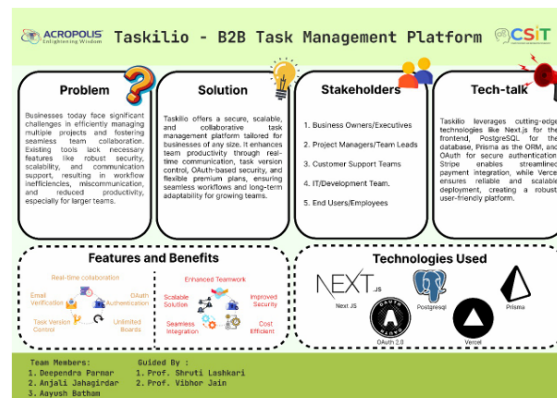 ACROPOLIS
Enlightening Wisdom
Taskilio - B2B Task Management Platform
CSiT
Problem
Businesses today face significant
challenges in efficiently managing
multiple projects and fostering
seamless team collaboration.
Existing tools lack necessary
features like robust security,
scalability, and communication
support, resulting in workflow
inefficiencies, miscommunication,
and reduced productivity,
especially for larger teams.
Solution
Taskilio offers a secure, scalable,
and collaborative task
management platform tailored for
businesses of any size. It enhances
team productivity through real-
time communication, task version
control, OAuth-based security, and
flexible premium plans, ensuring
seamless workflows and long-term
adaptability for growing teams.
Stakeholders
1. Business Owners/Executives
2. Project Managers/Team Leads
3. Customer Support Teams
4. IT/Development Team.
5. End Users/Employees
Tech-talk
Taskilio leverages cutting-edge
technologies like Next.js for the
frontend, PostgreSQL for the
database, Prisma as the ORM, and
OAuth for secure authentication.
Stripe enables streamlined
payment integration, while Vercel
ensures reliable and scalable
deployment, creating a robust,
user-friendly platform.
Features and Benefits
Real-time collaboration
Email
Verification
OAuth
Authentication
Task Version
Control
Unlimited
Boards
Enhanced Teamwork
Scalable
Solution
Improved
Security
Seamless
Integration
Cost
Efficient
Technologies Used
NEXT.JS
Next JS
Postgresql
Prisma
OAUTH
OAuth 2.0
Vercel
Team Members:
1. Deependra Parmar
2. Anjali Jahagirdar
3. Aayush Batham
Guided By :
1. Prof. Shruti Lashkari
2. Prof. Vibhor Jain